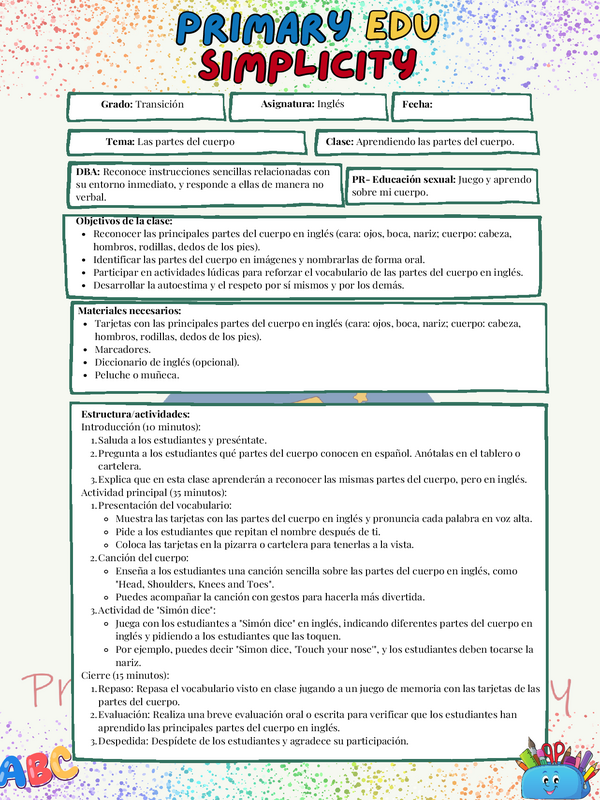 PRIMARY EDU
SIMPLICITY
Grado: Transición
Asignatura: Inglés
Fecha:
Tema: Las partes del cuerpo
Clase: Aprendiendo las partes del cuerpo.
DBA: Reconoce instrucciones sencillas relacionadas con
su entorno inmediato, y responde a ellas de manera no
verbal.
PR- Educación sexual: Juego y aprendo
sobre mi cuerpo.
Objetivos de la clase:
• Reconocer las principales partes del cuerpo en inglés (cara: ojos, boca, nariz; cuerpo: cabeza,
hombros, rodillas, dedos de los pies).
• Identificar las partes del cuerpo en imágenes y nombrarlas de forma oral.
• Participar en actividades lúdicas para reforzar el vocabulario de las partes del cuerpo en inglés.
• Desarrollar la autoestima y el respeto por sí mismos y por los demás.
Materiales necesarios:
• Tarjetas con las principales partes del cuerpo en inglés (cara: ojos, boca, nariz; cuerpo: cabeza,
hombros, rodillas, dedos de los pies).
• Marcadores.
• Diccionario de inglés (opcional).
• Peluche o muñeca.
Estructura/actividades:
Introducción (10 minutos):
1. Saluda a los estudiantes y preséntate.
2. Pregunta a los estudiantes qué partes del cuerpo conocen en español. Anótalas en el tablero o
cartelera.
3. Explica que en esta clase aprenderán a reconocer las mismas partes del cuerpo, pero en inglés.
Actividad principal (35 minutos):
1. Presentación del vocabulario:
◦ Muestra las tarjetas con las partes del cuerpo en inglés y pronuncia cada palabra en voz alta.
◦ Pide a los estudiantes que repitan el nombre después de ti.
◦ Coloca las tarjetas en la pizarra o cartelera para tenerlas a la vista.
2. Canción del cuerpo:
◦ Enseña a los estudiantes una canción sencilla sobre las partes del cuerpo en inglés, como
"Head, Shoulders, Knees and Toes".
◦ Puedes acompañar la canción con gestos para hacerla más divertida.
3. Actividad de "Simón dice":
◦ Juega con los estudiantes a "Simón dice" en inglés, indicando diferentes partes del cuerpo en
inglés y pidiendo a los estudiantes que las toquen.
◦ Por ejemplo, puedes decir "Simon dice, 'Touch your nose'", y los estudiantes deben tocarse la
nariz.
Cierre (15 minutos):
1. Repaso: Repasa el vocabulario visto en clase jugando a un juego de memoria con las tarjetas de las
partes del cuerpo.
2. Evaluación: Realiza una breve evaluación oral o escrita para verificar que los estudiantes han
aprendido las principales partes del cuerpo en inglés.
3. Despedida: Despídete de los estudiantes y agradece su participación.
ABC
AP